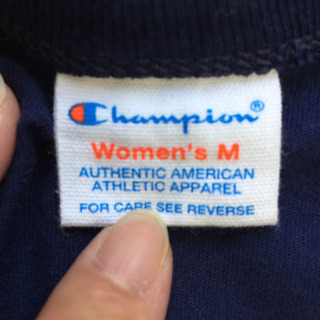 Champion®
Women's M
AUTHENTIC AMERICAN
ATHLETIC APPAREL
FOR CARE SEE REVERSE